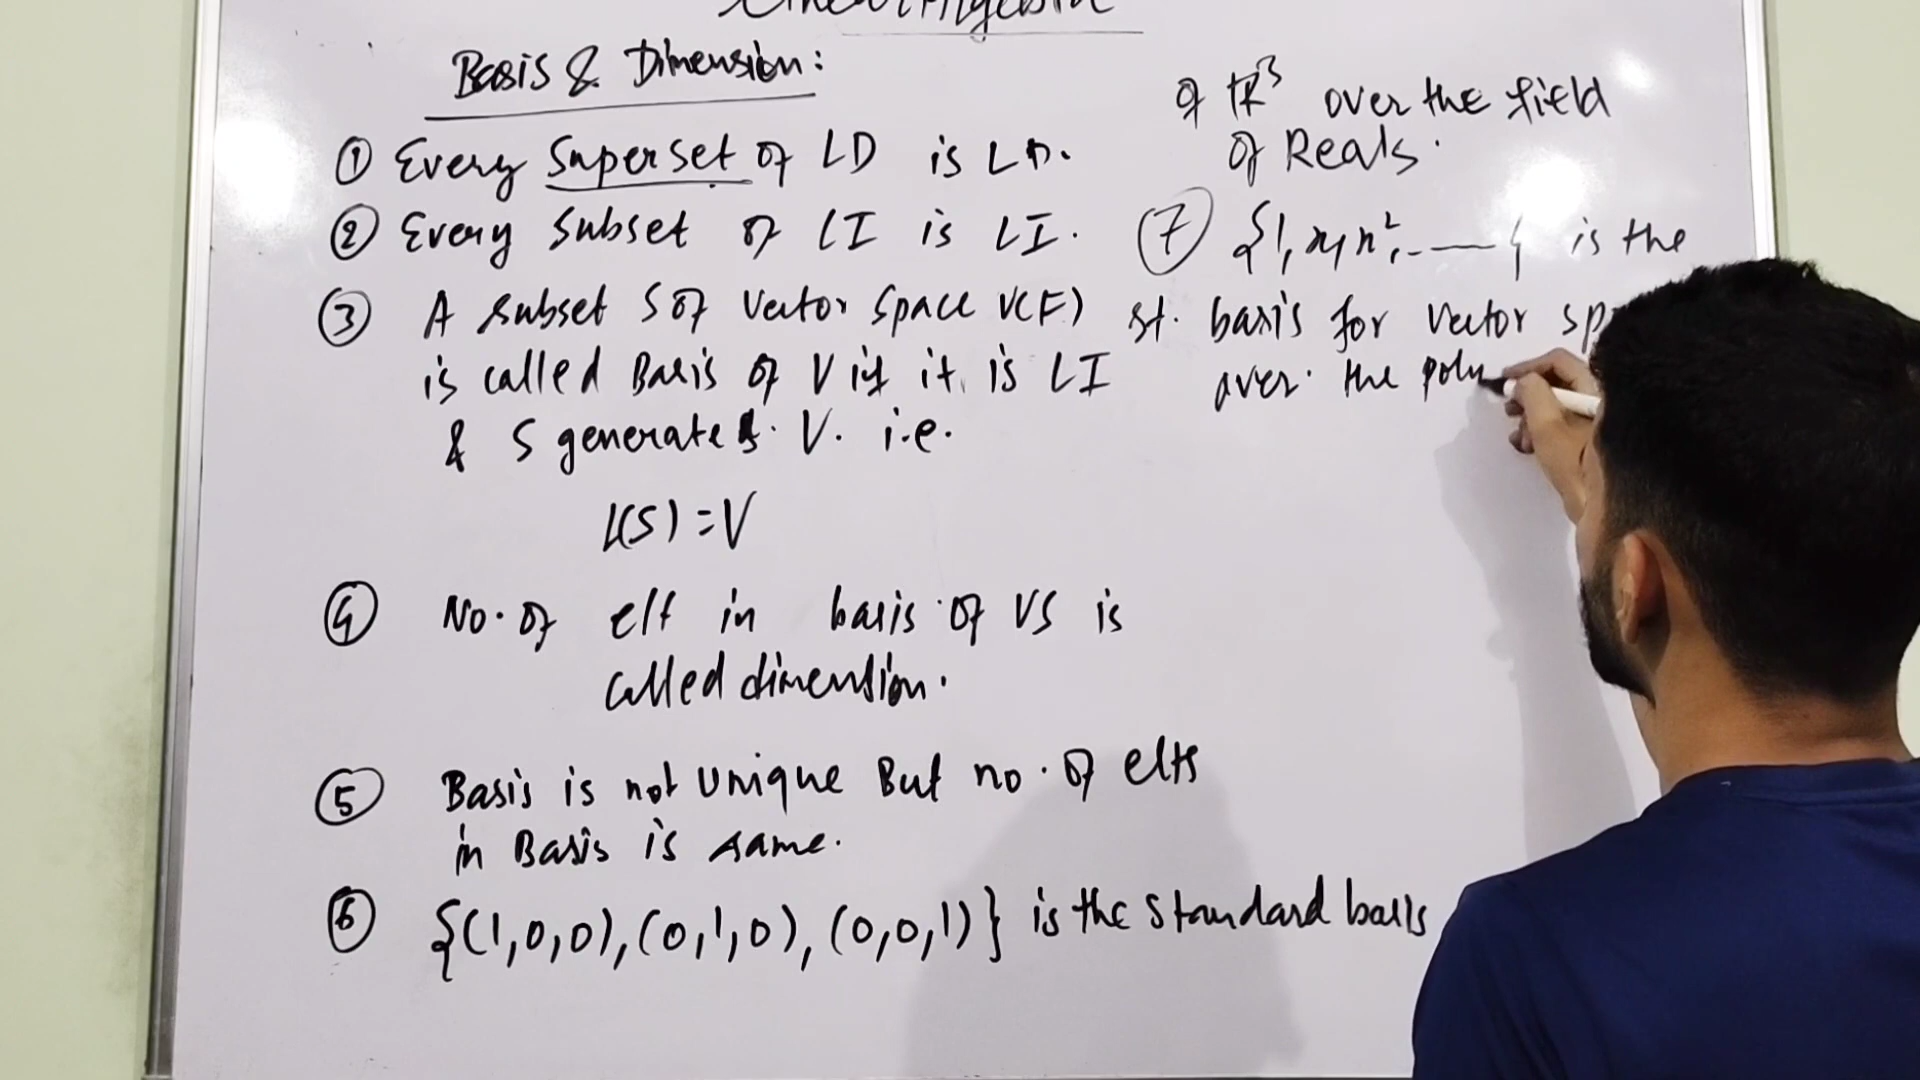 Linear Algebra
Basis & Dimension:
① Every Superset of LD is LD.
② Every Subset of LI is LI.
③ A subset S of Vector Space V(F)
is called Basis of V if it is LI
& S generates V. i.e.
L(S) = V
④ No. of elt in basis of VS is
called dimension.
⑤ Basis is not unique But no. of elts
in Basis is same.
⑥ {(1,0,0), (0,1,0), (0,0,1)} is the standard basis
of ℝ³ over the field
of Reals.
⑦ {1, x, x², - — } is the
st. basis for vector sp
over the poly